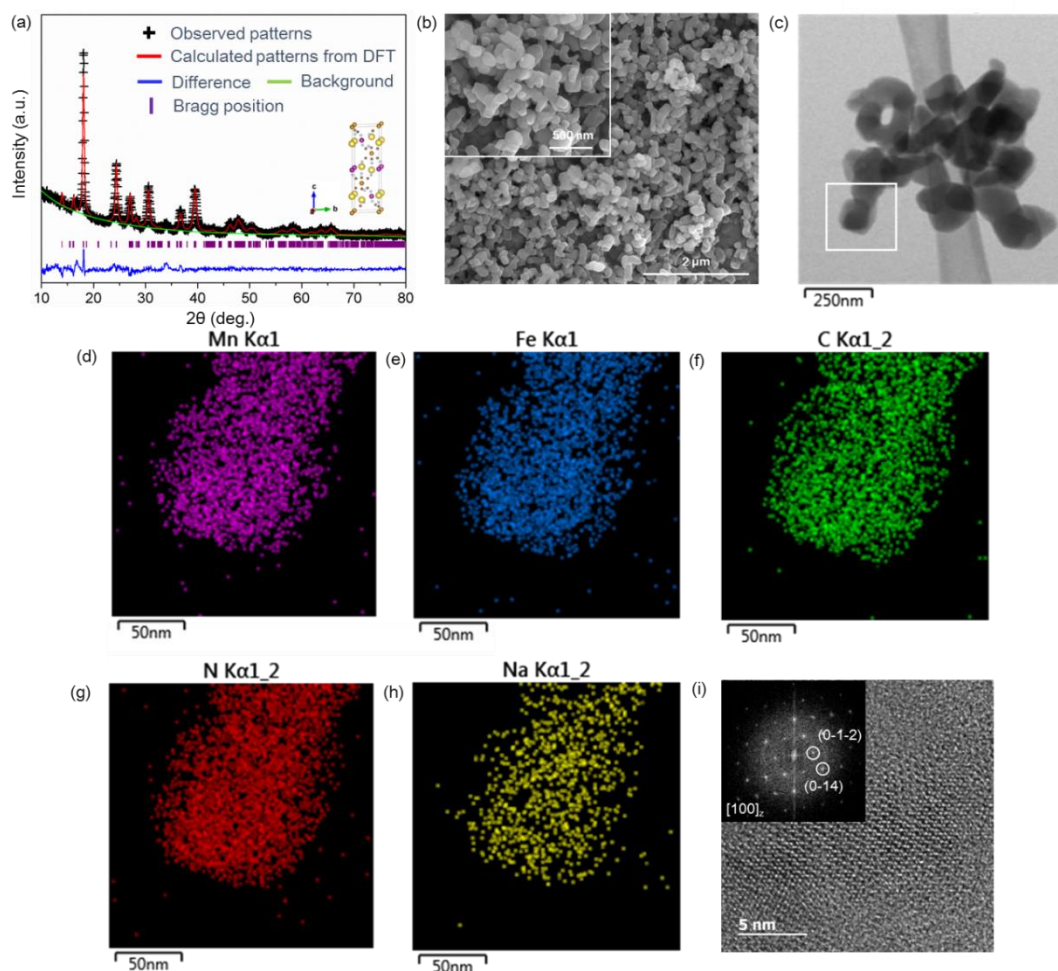 (a)
Observed patterns
Calculated patterns from DFT
Difference
Background
Bragg position
Intensity (a.u.)
c
b
10 20 30 40 50 60 70 80
2θ (deg.)
(b)
500 nm
2 µm
(c)
250nm
Mn Kα1
(d)
50nm
Fe Kα1
(e)
50nm
C Kα1_2
(f)
50nm
N Kα1_2
(g)
50nm
Na Kα1_2
(h)
50nm
(i)
(0-1-2)
(0-14)
[100]z
5 nm